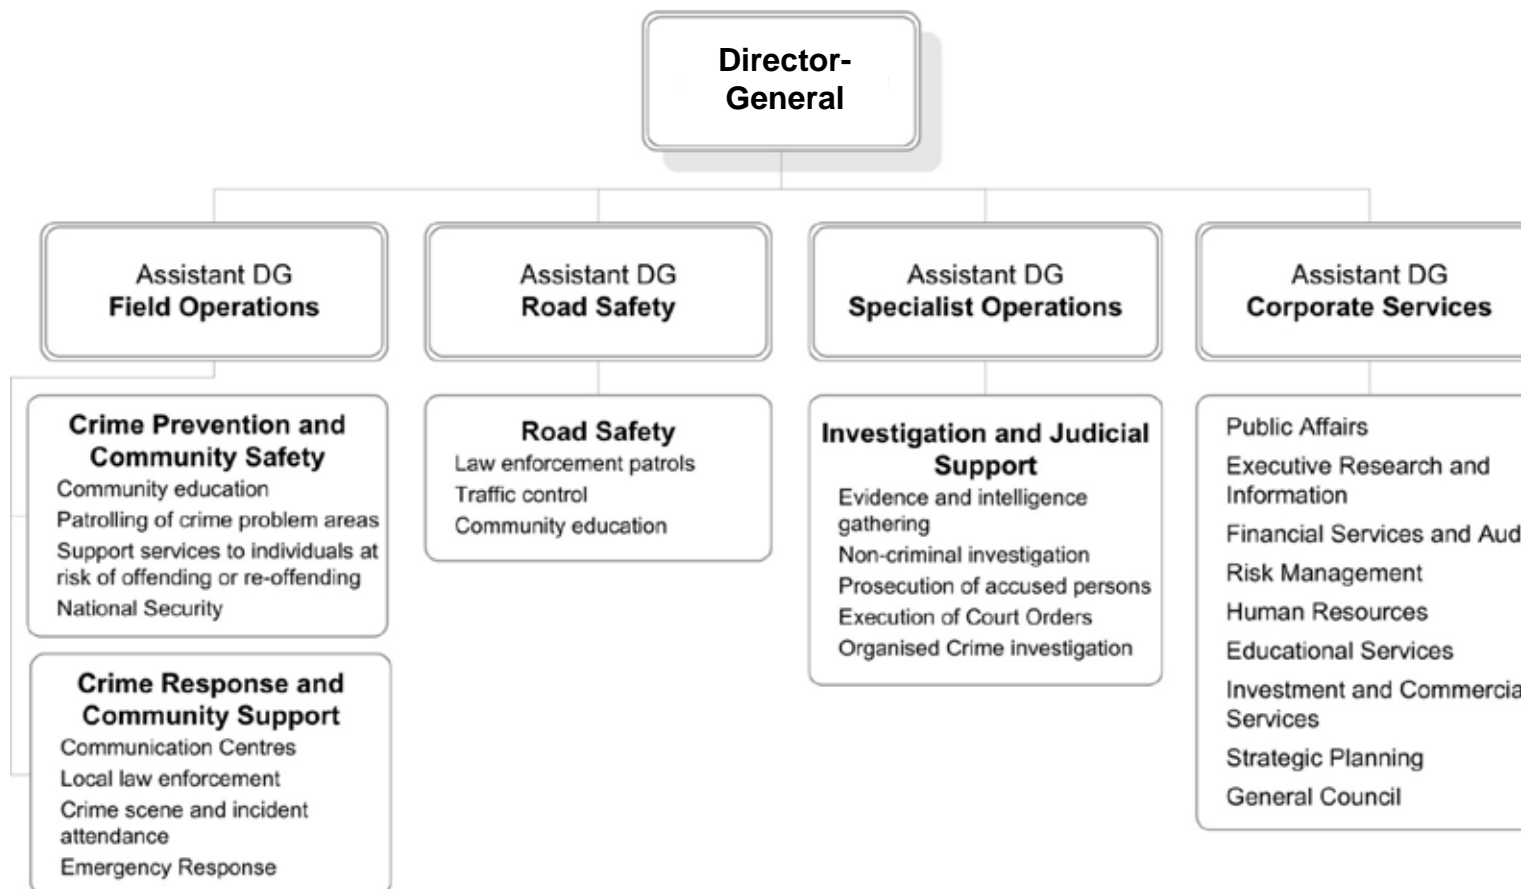 Director-
General
Assistant DG
Field Operations
Assistant DG
Road Safety
Assistant DG
Specialist Operations
Assistant DG
Corporate Services
Crime Prevention and
Community Safety
Community education
Patrolling of crime problem areas
Support services to individuals at
risk of offending or re-offending
National Security
Crime Response and
Community Support
Communication Centres
Local law enforcement
Crime scene and incident
attendance
Emergency Response
Road Safety
Law enforcement patrols
Traffic control
Community education
Investigation and Judicial
Support
Evidence and intelligence
gathering
Non-criminal investigation
Prosecution of accused persons
Execution of Court Orders
Organised Crime investigation
Public Affairs
Executive Research and
Information
Financial Services and
Risk Management
Human Resources
Educational Services
Investment and
Services
Strategic Planning
General Council